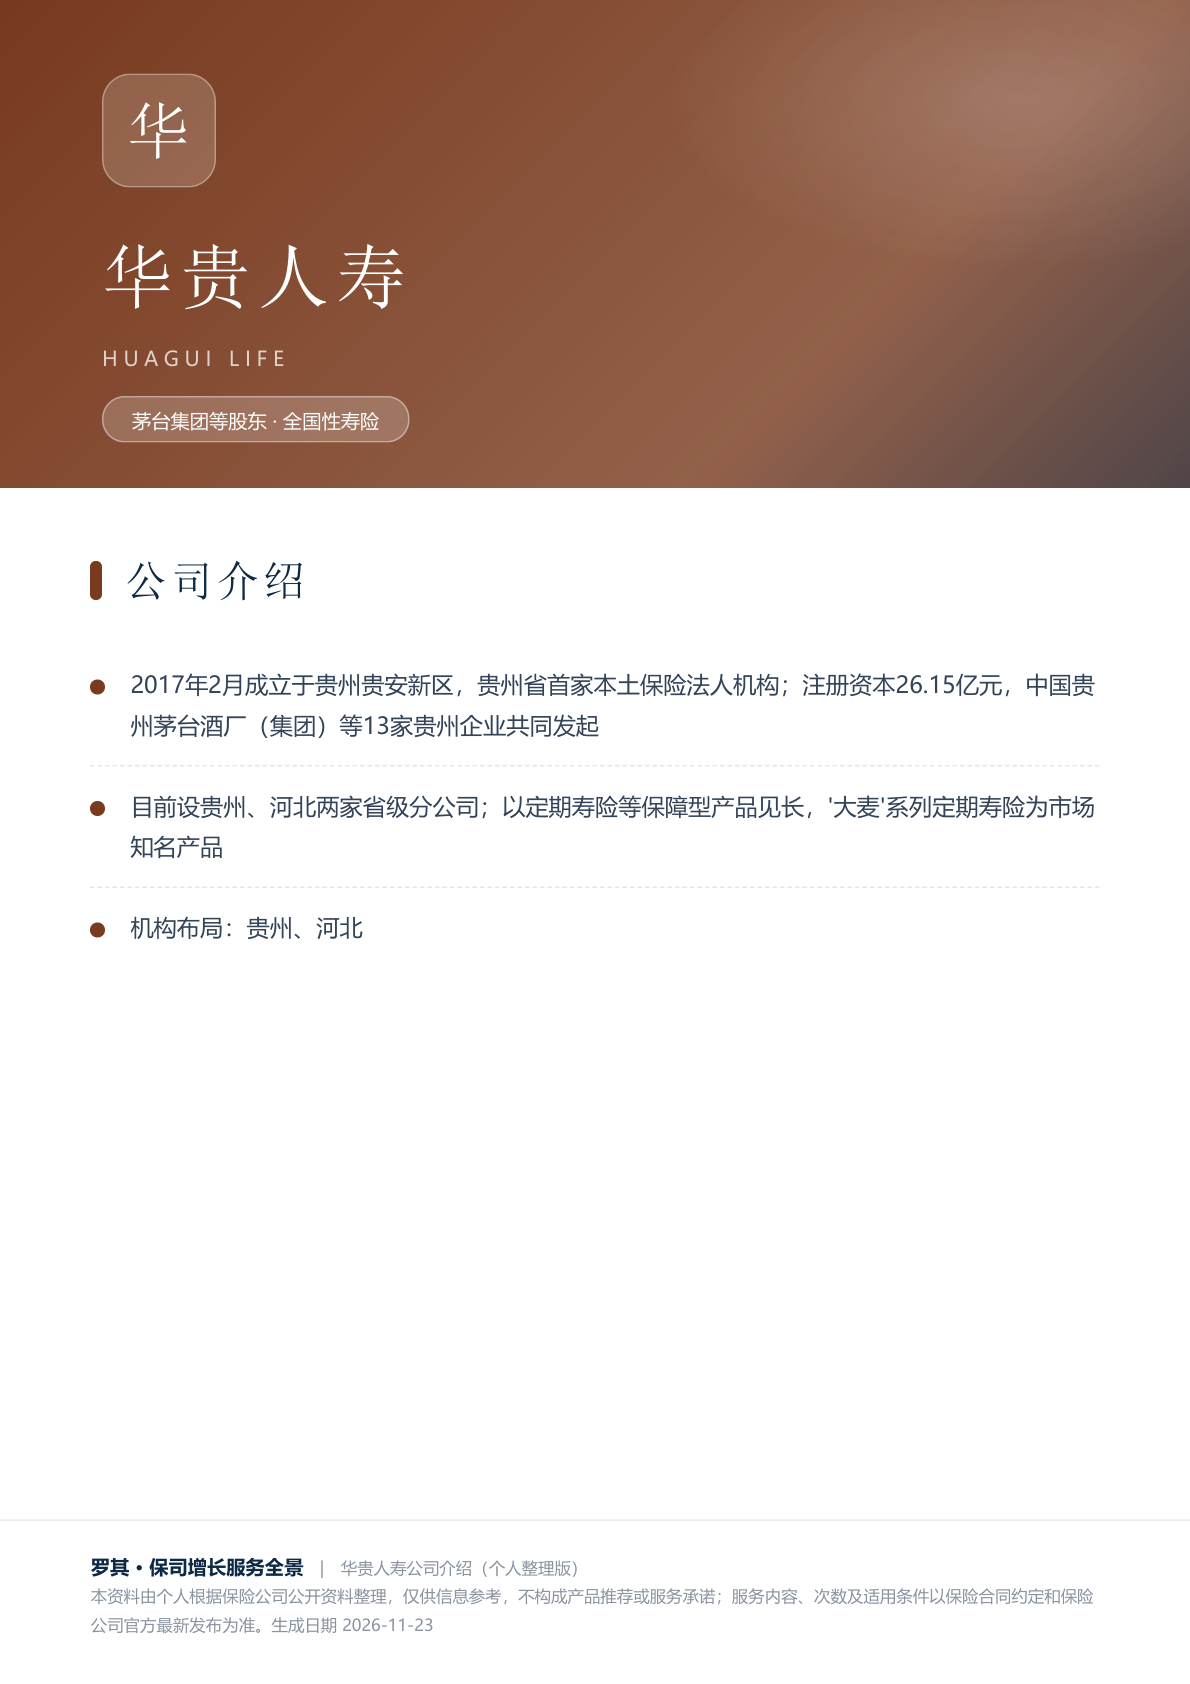 华
华贵人寿
HUAGUI LIFE
茅台集团等股东 · 全国性寿险
公司介绍
2017年2月成立于贵州贵安新区，贵州省首家本土保险法人机构；注册资本26.15亿元，中国贵
州茅台酒厂（集团）等13家贵州企业共同发起
目前设贵州、河北两家省级分公司；以定期寿险等保障型产品见长，'大麦'系列定期寿险为市场
知名产品
机构布局：贵州、河北
罗其 • 保司增长服务全景 | 华贵人寿公司介绍（个人整理版）
本资料由个人根据保险公司公开资料整理，仅供信息参考，不构成产品推荐或服务承诺；服务内容、次数及适用条件以保险合同约定和保险
公司官方最新发布为准。生成日期 2026-11-23